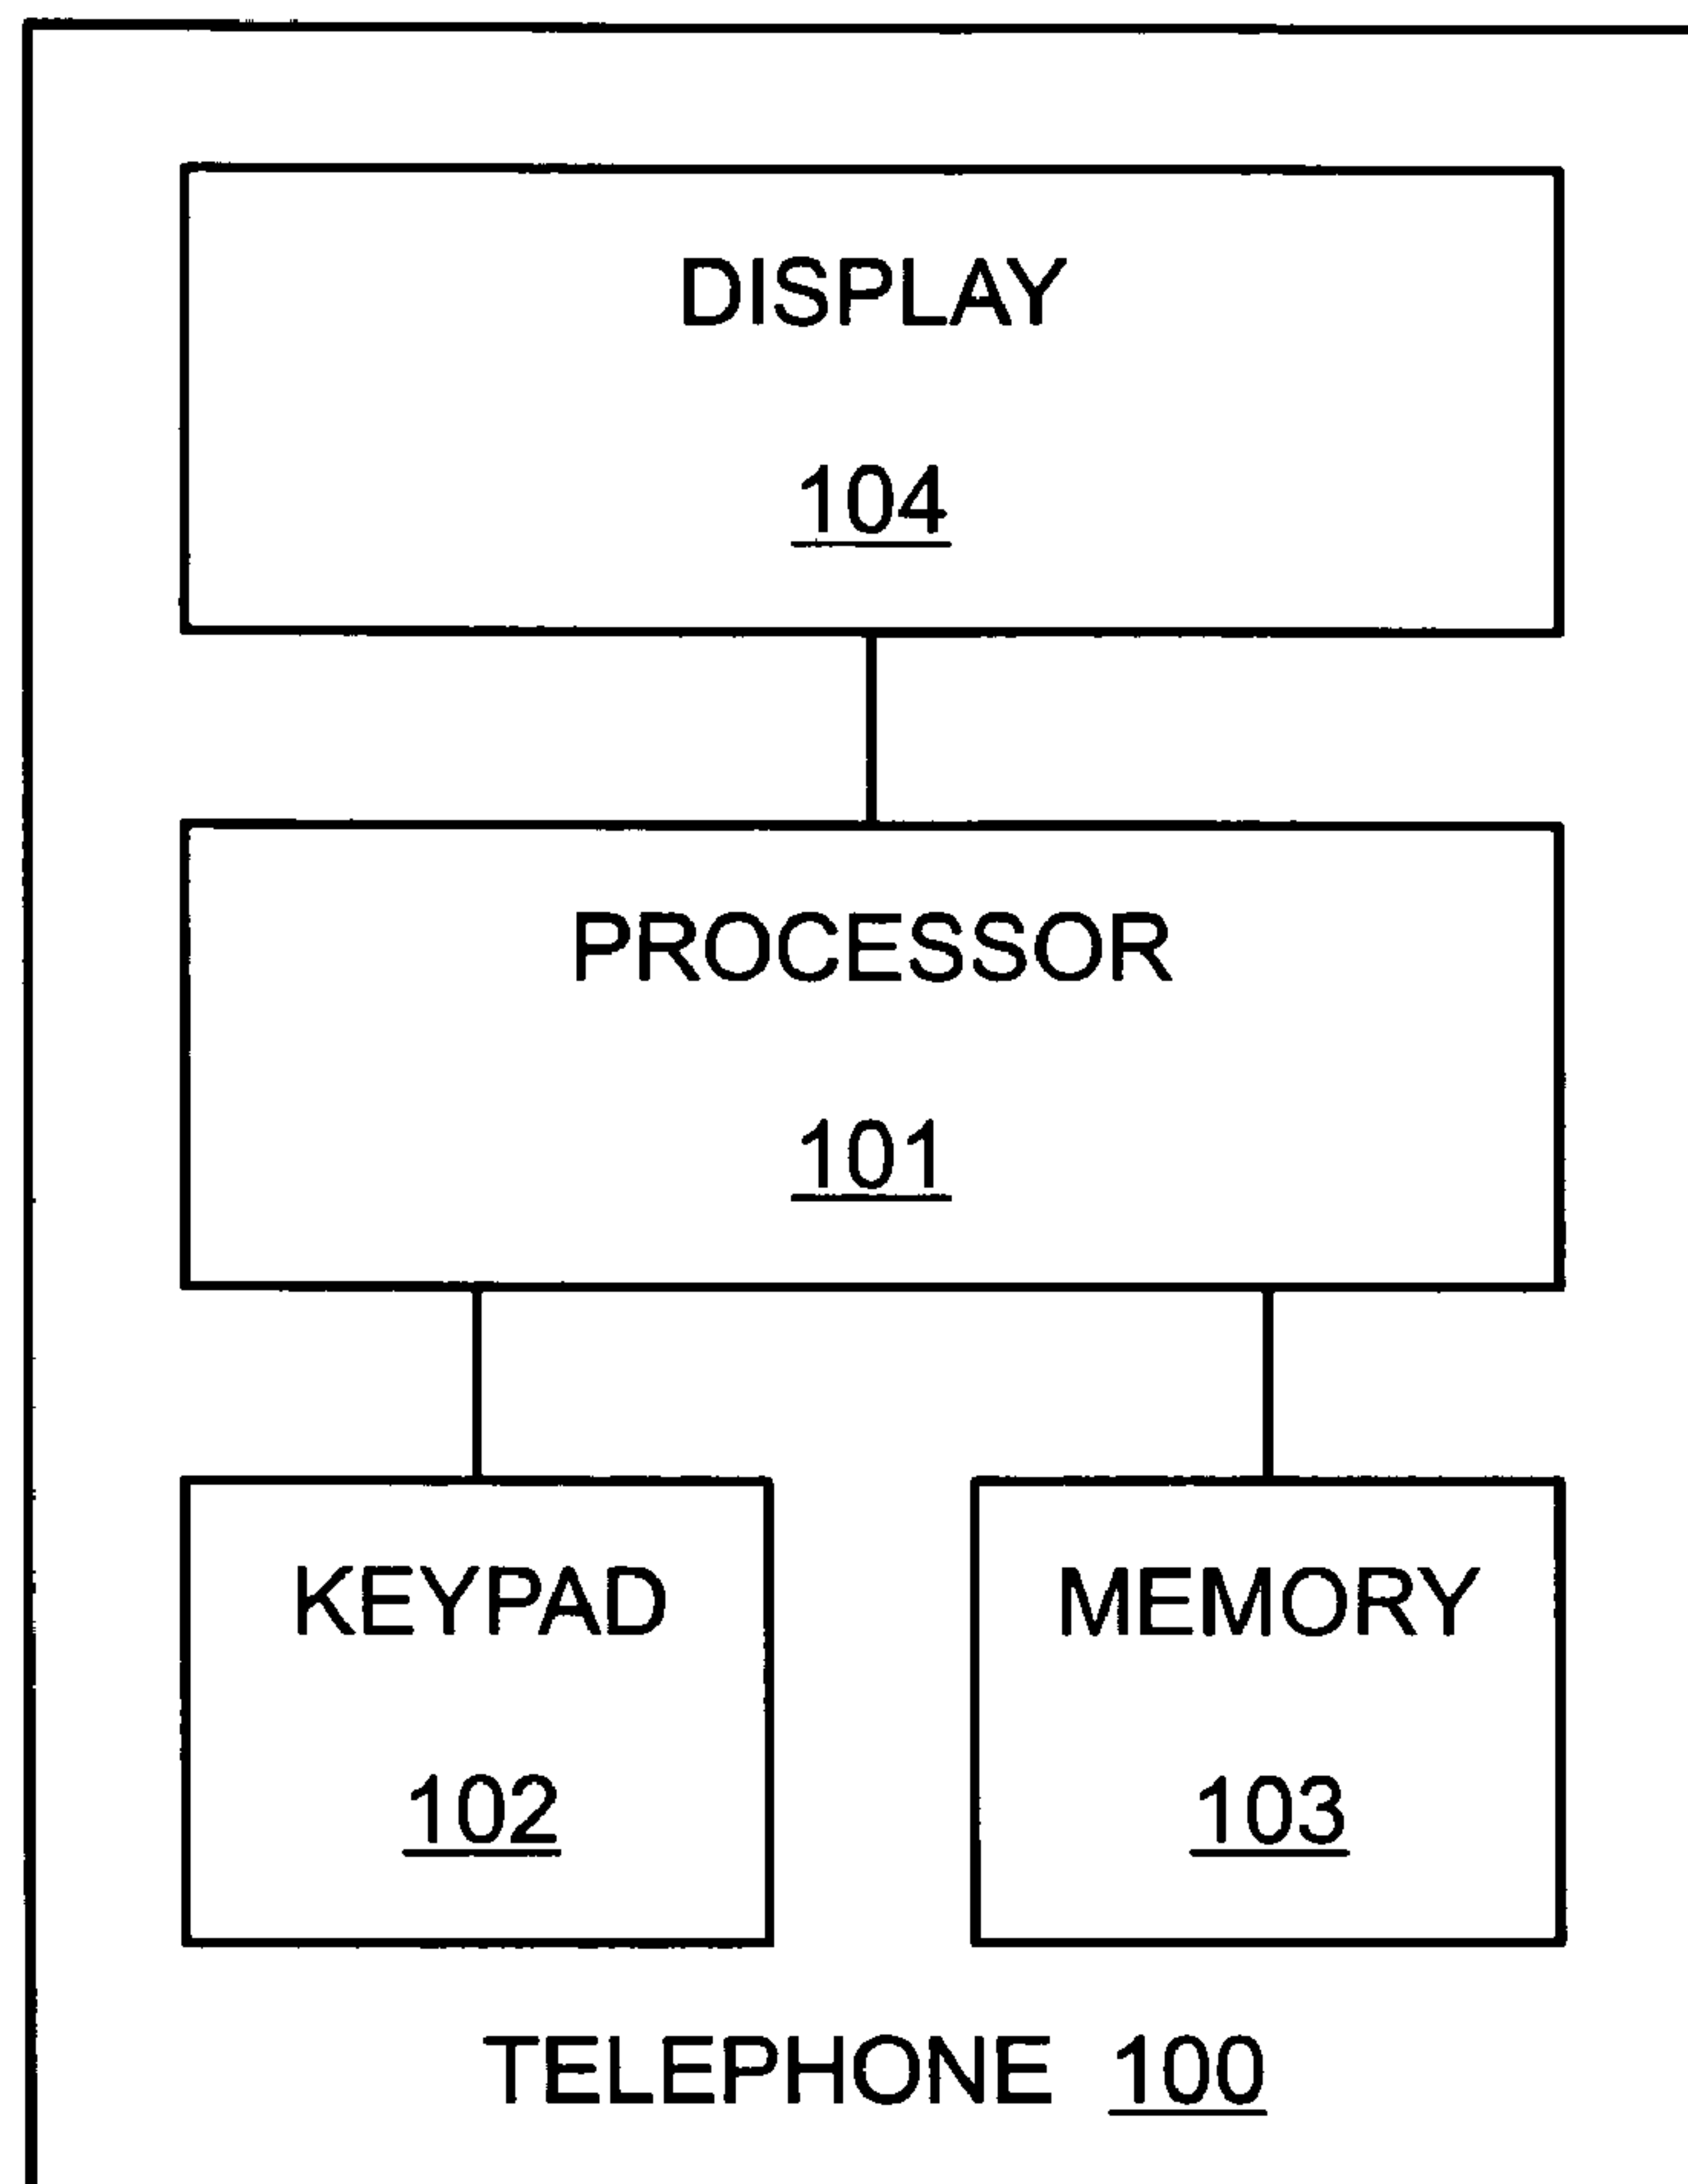 DISPLAY
104
PROCESSOR
101
KEYPAD
102
MEMORY
103
TELEPHONE 100